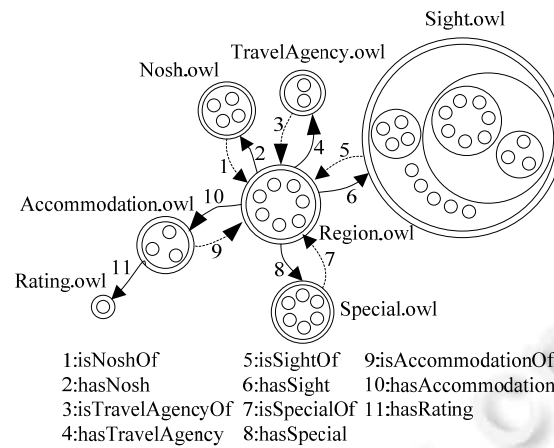 Sight.owl
TravelAgency.owl
Nosh.owl
3
4
5
1
2
6
Accommodation.owl
10
Region.owl
9
11
7
8
Rating.owl
Special.owl
1:isNoshOf 5:isSightOf 9:isAccommodationOf
2:hasNosh 6:hasSight 10:hasAccommodation
3:isTravelAgencyOf 7:isSpecialOf 11:hasRating
4:hasTravelAgency 8:hasSpecial